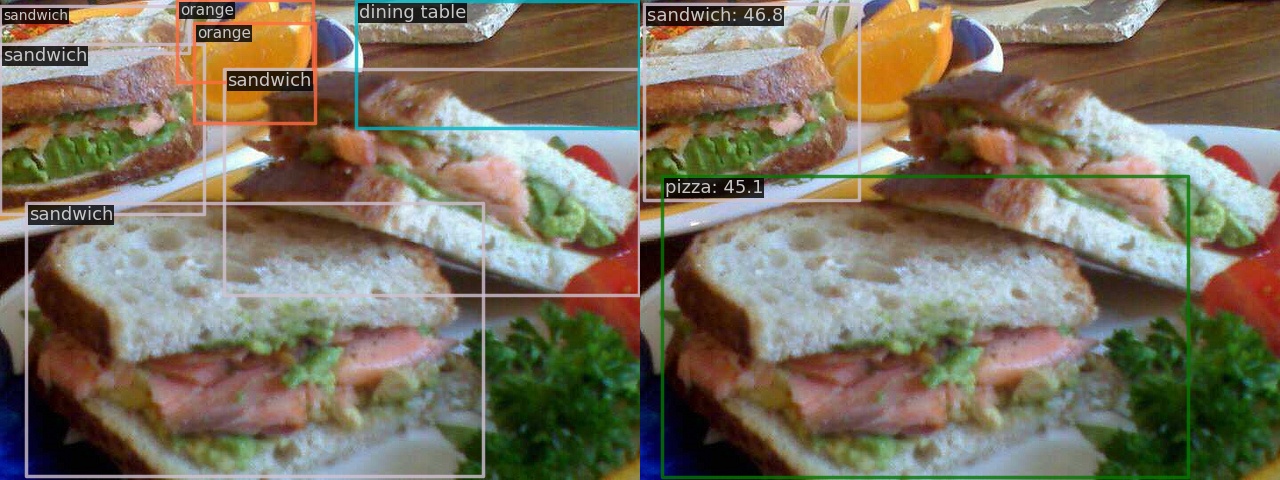 sandwich
orange
dining table
sandwich: 46.8
orange
sandwich
sandwich
pizza: 45.1
sandwich